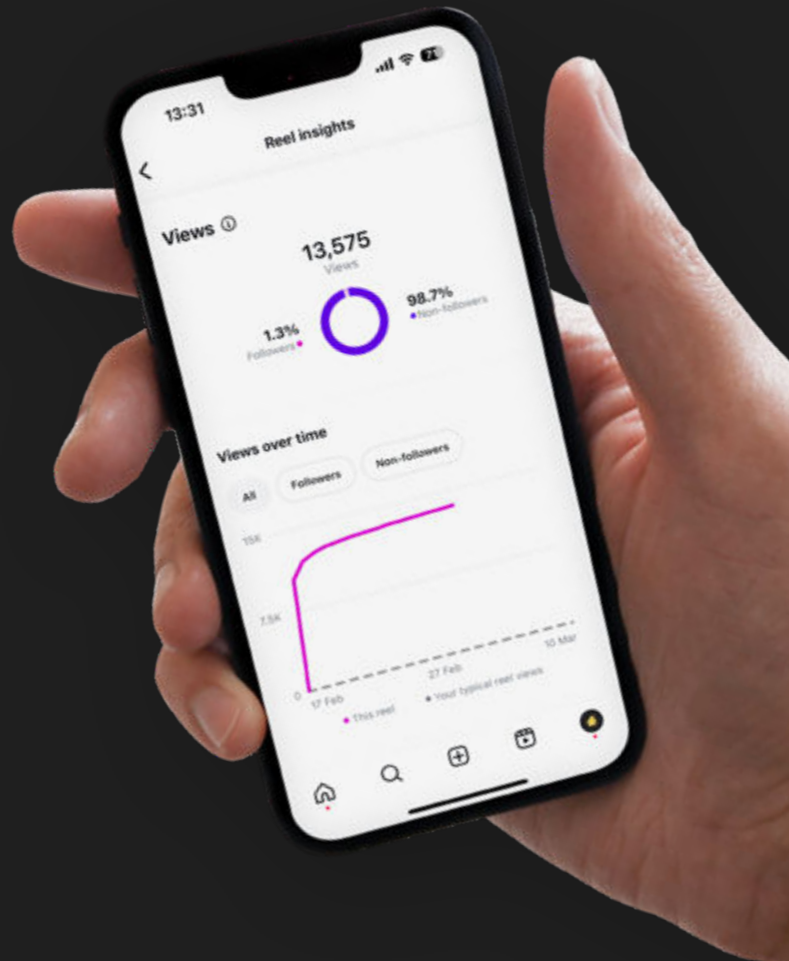 13:31
Reel insights
Views
13,575
Views
98.7%
Non-followers
1.3%
Followers
Views over time
All
Followers
Non-followers
15K
7.5K
0
17 Feb
27 Feb
10 Mar
This reel
Your typical reel views